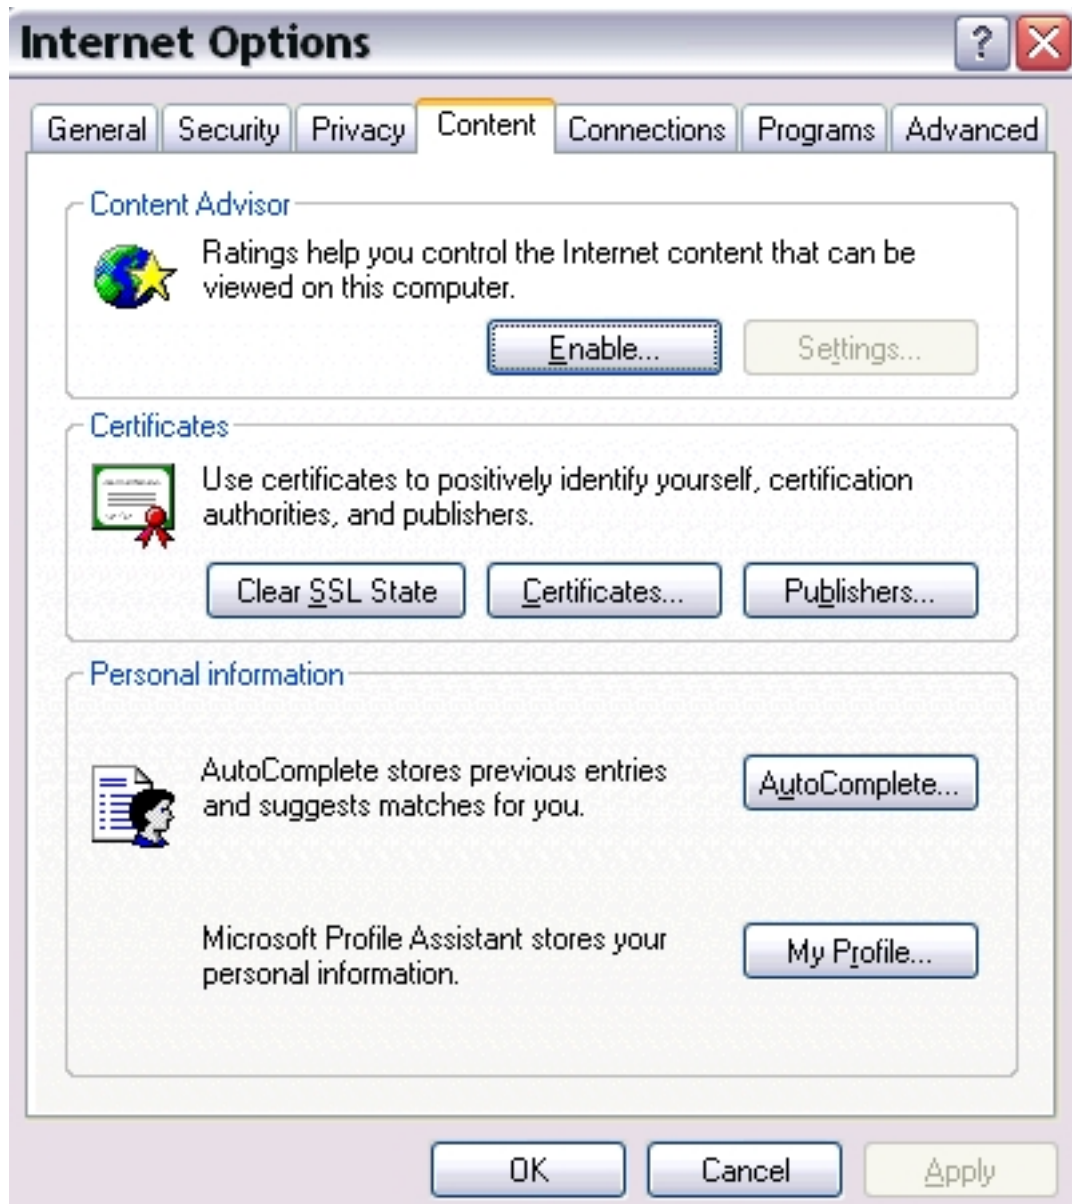 Internet Options
General Security Privacy Content Connections Programs Advanced
Content Advisor
Ratings help you control the Internet content that can be
viewed on this computer.
Enable... Settings...
Certificates
Use certificates to positively identify yourself, certification
authorities, and publishers.
Clear SSL State Certificates... Publishers...
Personal information
AutoComplete stores previous entries
and suggests matches for you.
AutoComplete...
Microsoft Profile Assistant stores your
personal information.
My Profile...
OK Cancel Apply